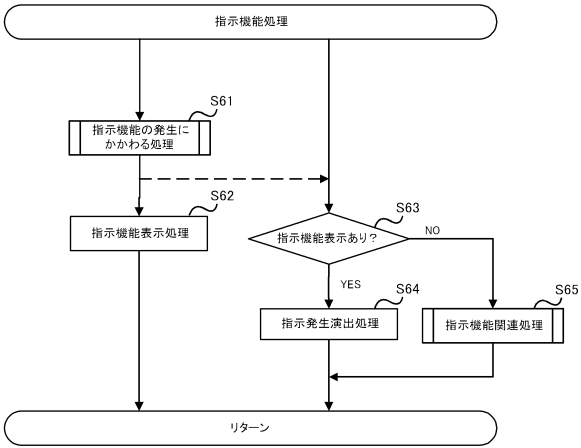 指示機能処理
S61
指示機能の発生に
かかわる処理
S62
指示機能表示処理
S63
指示機能表示あり？
NO
YES
S64
指示発生演出処理
S65
指示機能関連処理
リターン